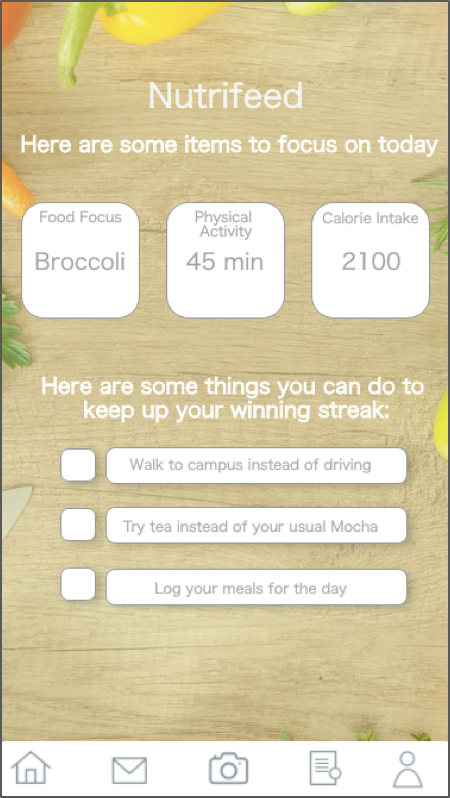 Nutrifeed
Here are some items to focus on today
Food Focus
Broccoli
Physical
Activity
45 min
Calorie Intake
2100
Here are some things you can do to
keep up your winning streak:
Walk to campus instead of driving
Try tea instead of your usual Mocha
Log your meals for the day